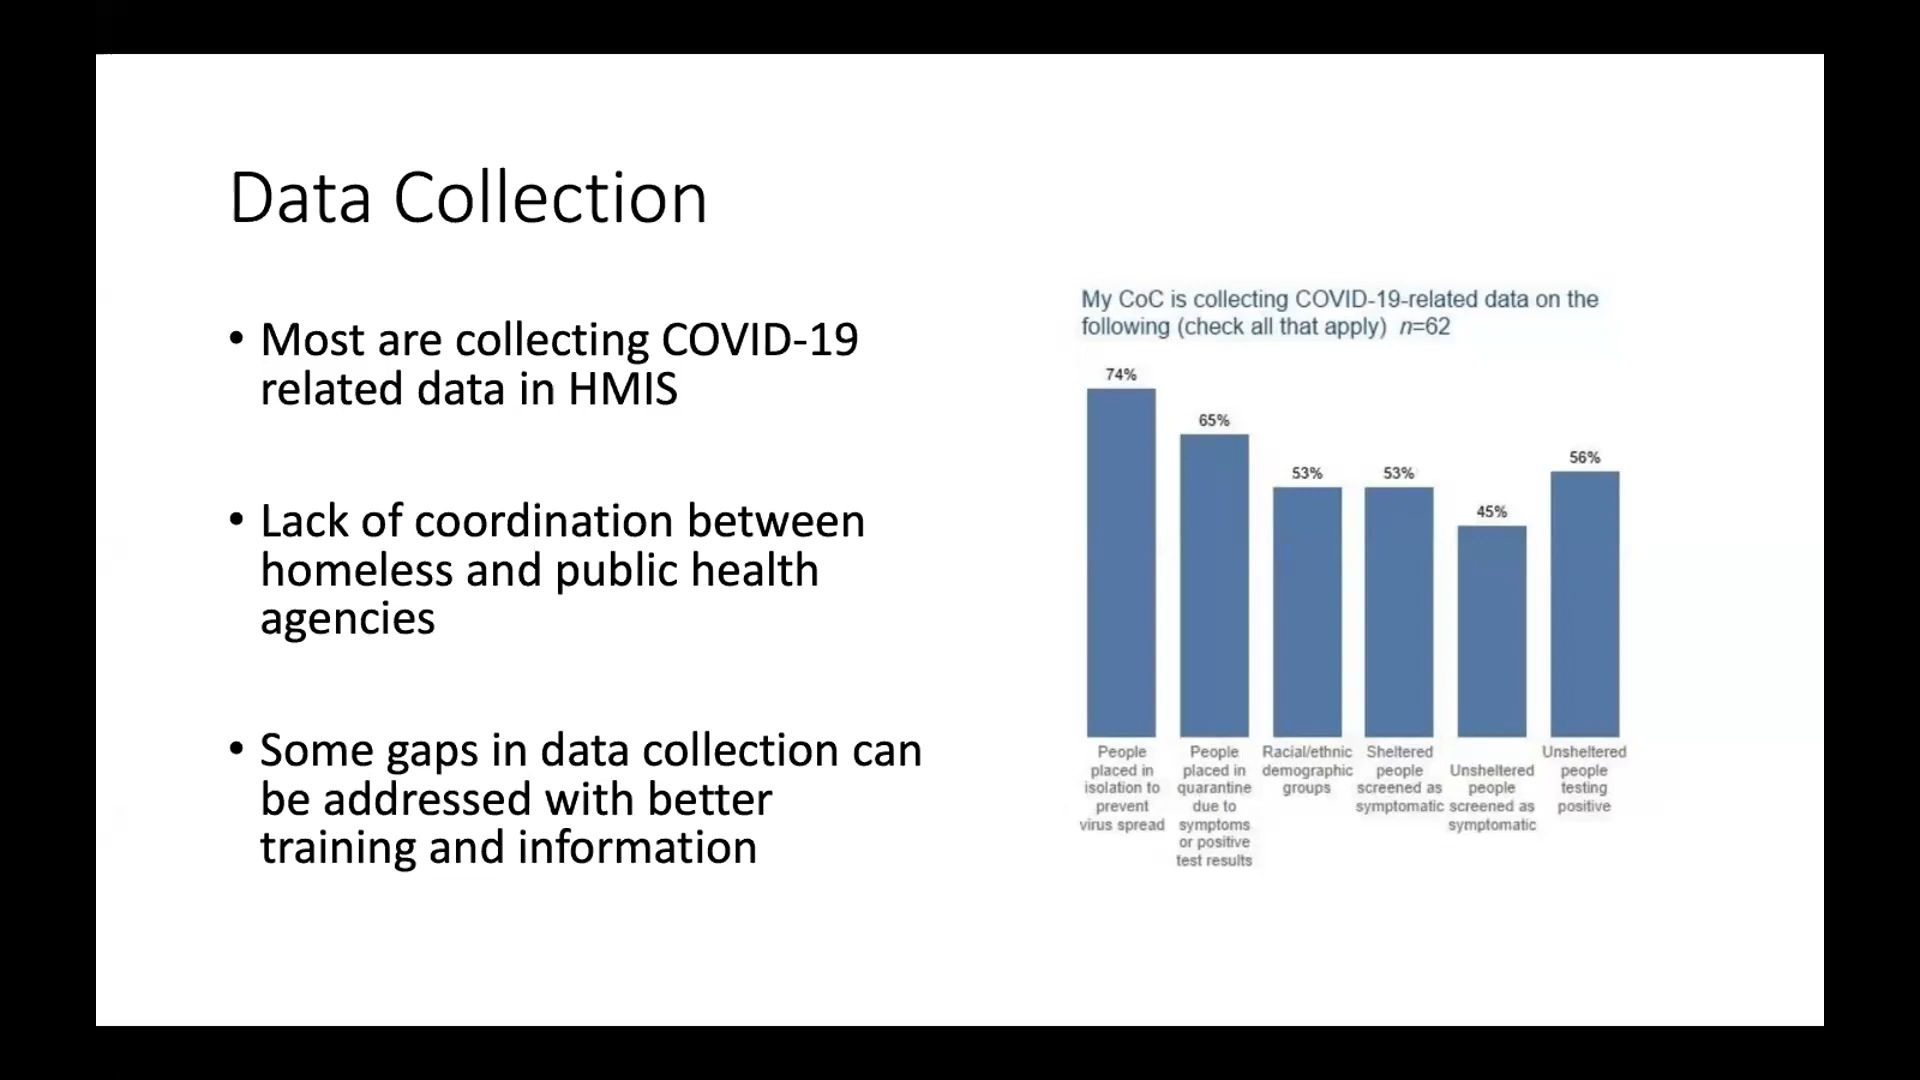 Data Collection
• Most are collecting COVID-19
related data in HMIS
• Lack of coordination between
homeless and public health
agencies
• Some gaps in data collection can
be addressed with better
training and information
My CoC is collecting COVID-19-related data on the
following (check all that apply) n=62
74%
65%
53%
53%
45%
56%
People
placed in
isolation to
prevent
virus spread
People
placed in
quarantine
due to
symptoms
or positive
test results
Racial/ethnic
demographic
groups
Sheltered
people
screened as
symptomatic
Unsheltered
people
screened as
symptomatic
Unsheltered
people
testing
positive